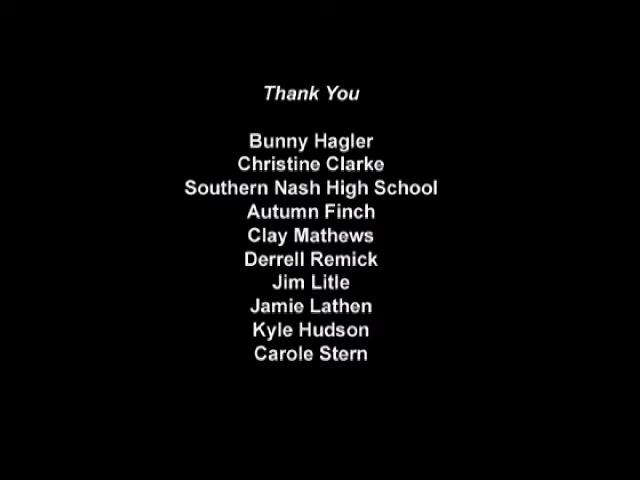 Thank You
Bunny Hagler
Christine Clarke
Southern Nash High School
Autumn Finch
Clay Mathews
Derrell Remick
Jim Litle
Jamie Lathen
Kyle Hudson
Carole Stern